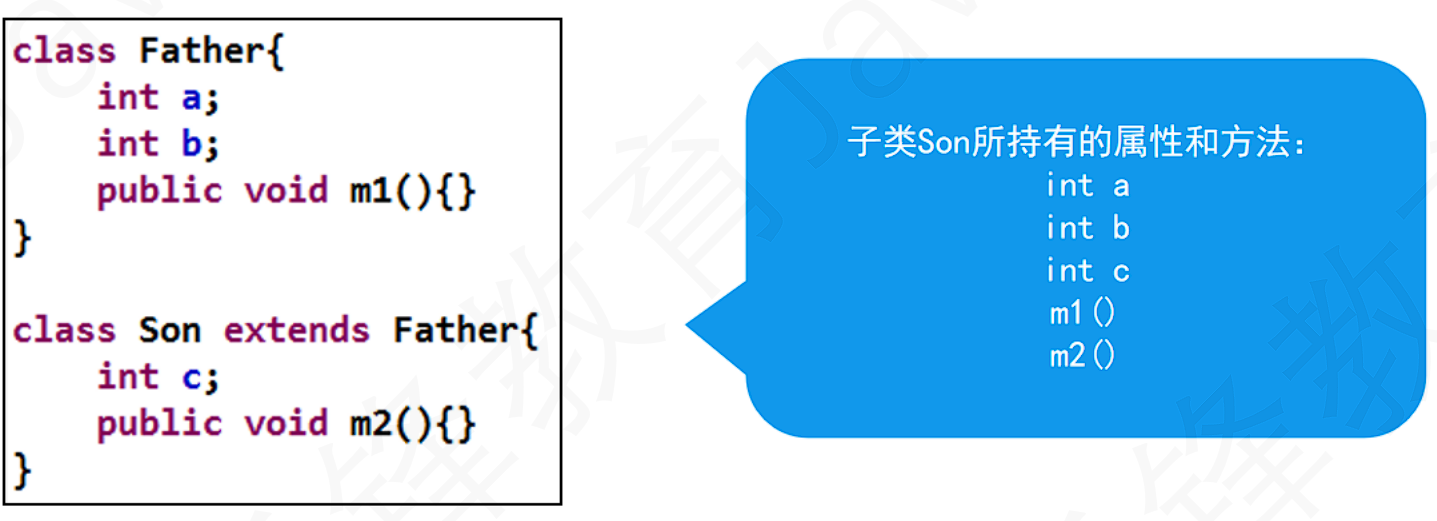 class Father{
int a;
int b;
public void m1(){}
}
class Son extends Father{
int c;
public void m2(){}
}
子类Son所持有的属性和方法：
int a
int b
int c
m1()
m2()